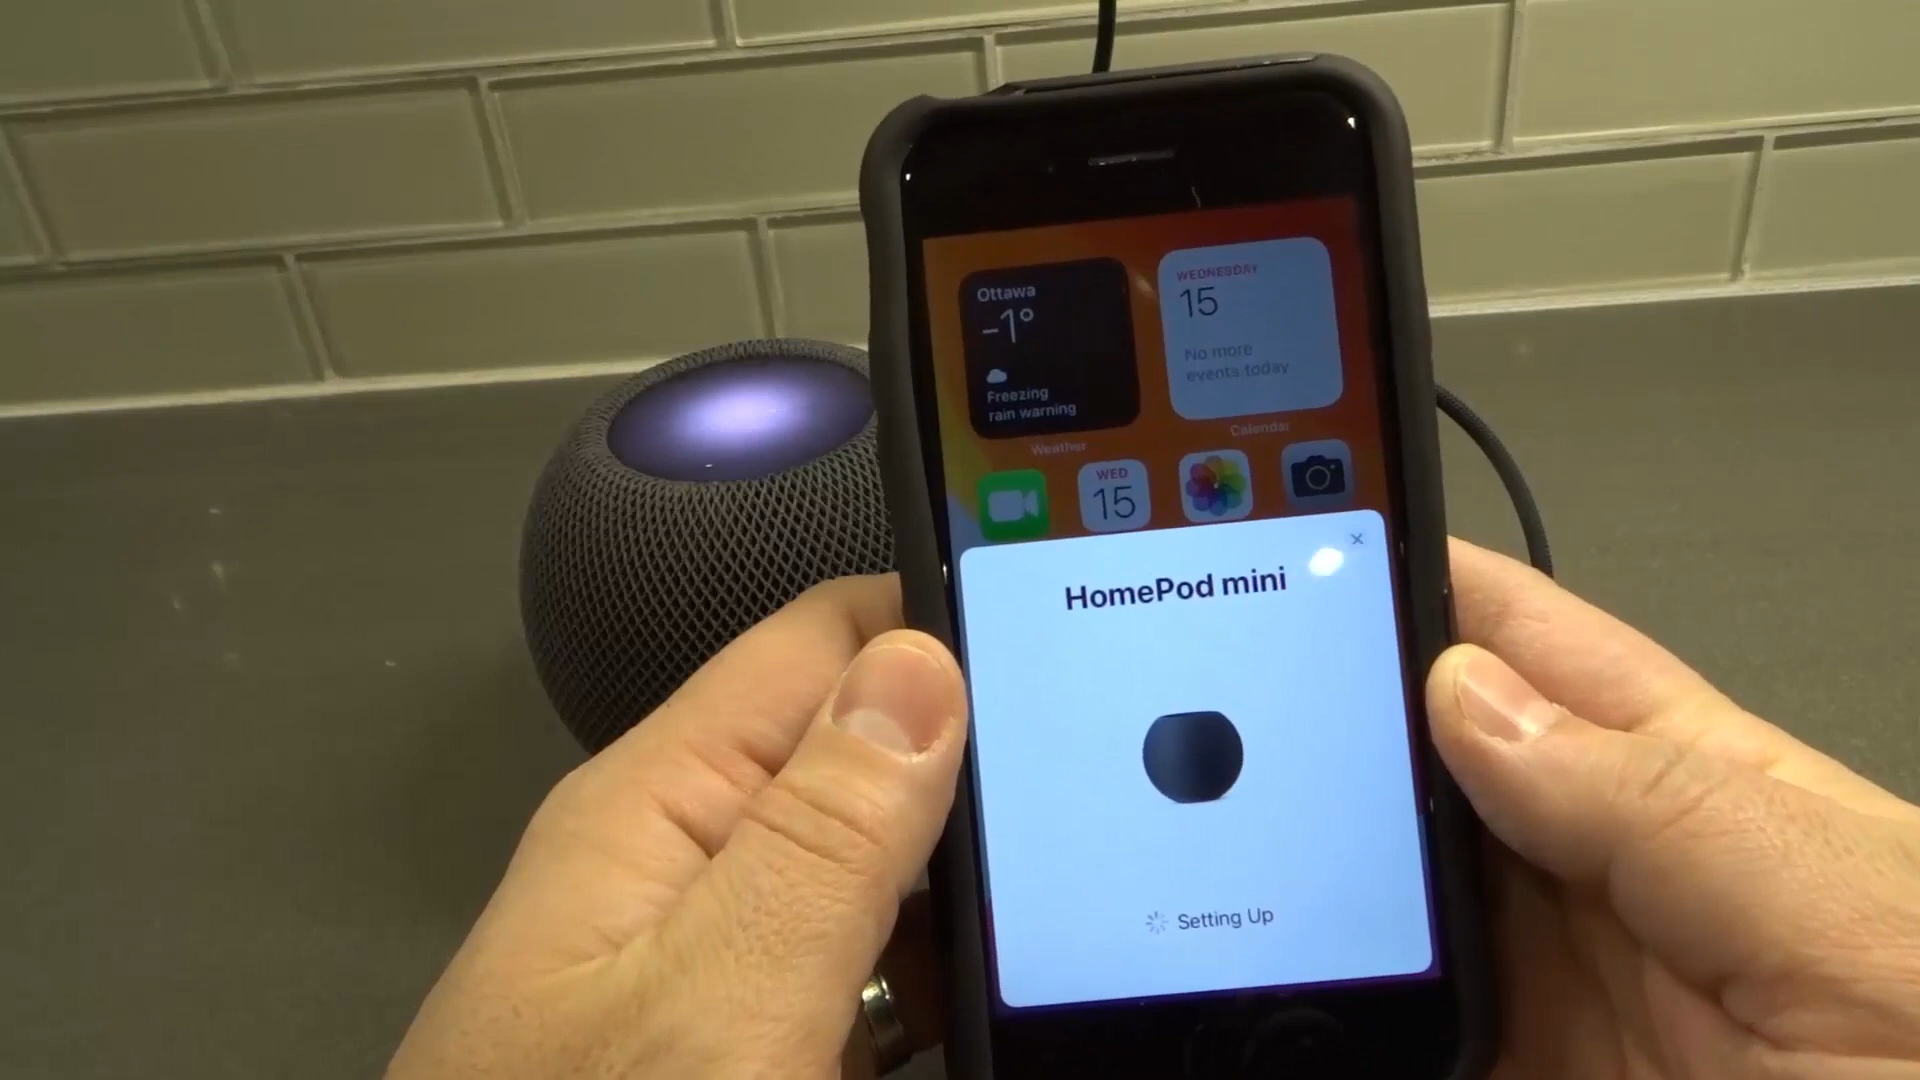 Ottawa
-1°
Freezing
rain warning
Weather
WEDNESDAY
15
No more
events today
Calendar
WED
15
HomePod mini
Setting Up